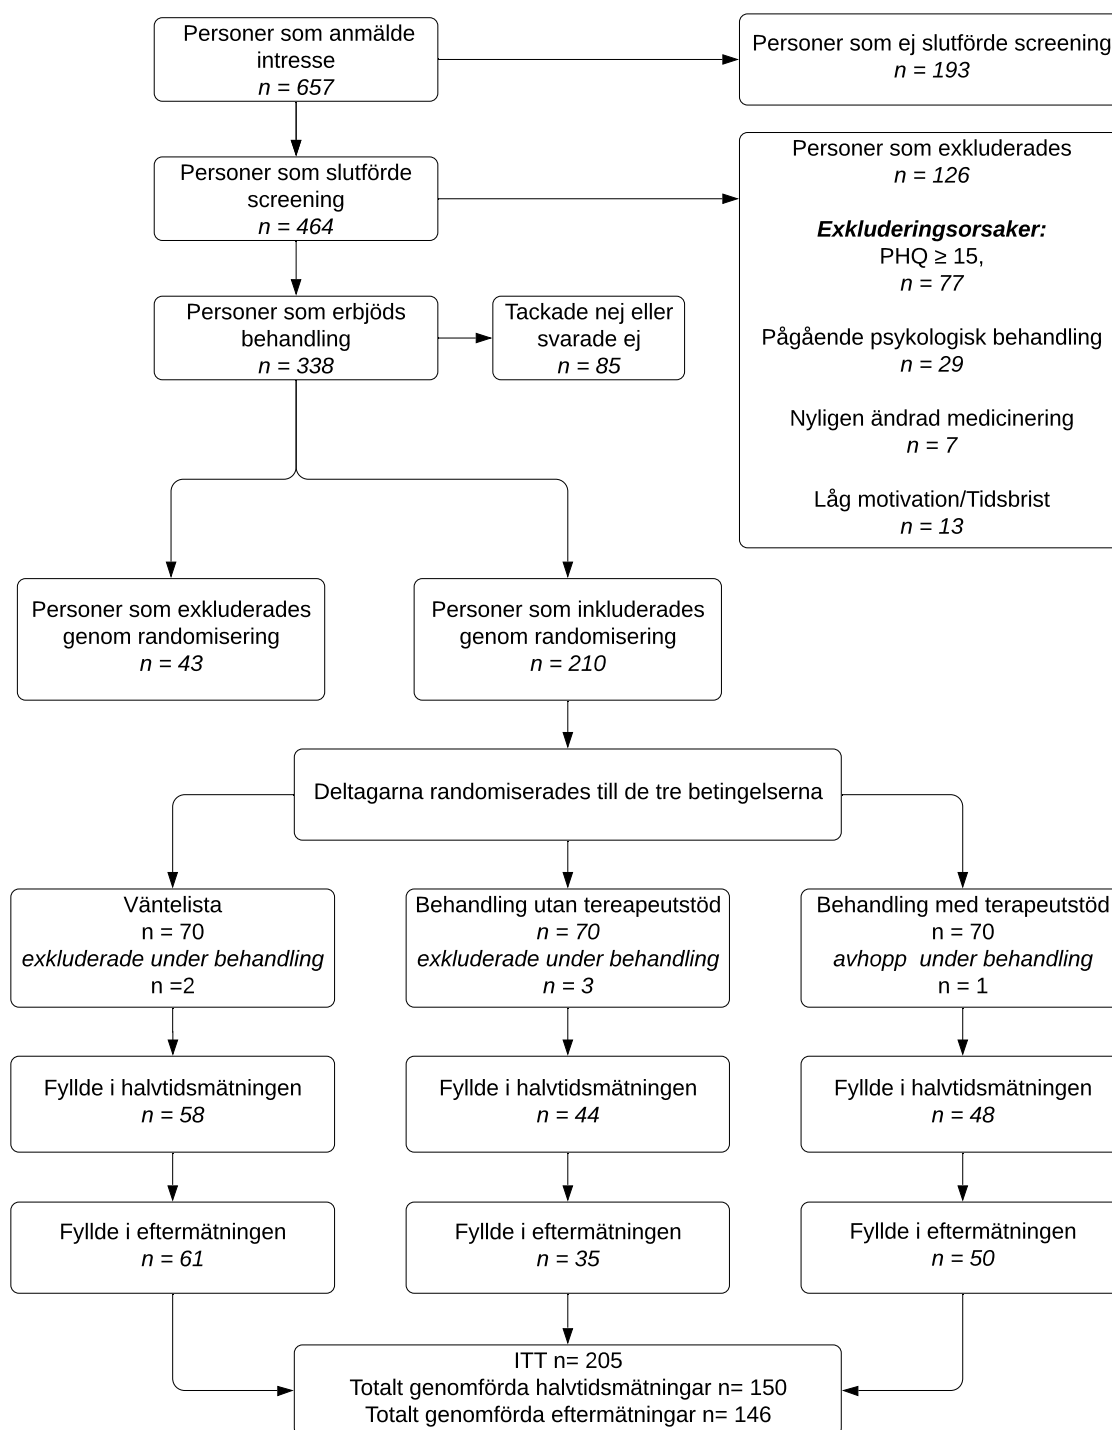 Personer som anmälde
intresse
n = 657
Personer som ej slutförde screening
n = 193
Personer som slutförde
screening
n = 464
Personer som exkluderades
n = 126
Exkluderingsorsaker:
PHQ ≥ 15,
n = 77
Pågående psykologisk behandling
n = 29
Nyligen ändrad medicinering
n = 7
Låg motivation/Tidsbrist
n = 13
Personer som erbjöds
behandling
n = 338
Tackade nej eller
svarade ej
n = 85
Personer som exkluderades
genom randomisering
n = 43
Personer som inkluderades
genom randomisering
n = 210
Deltagarna randomiserades till de tre betingelserna
Väntelista
n = 70
exkluderade under behandling
n =2
Behandling utan tereapeutstöd
n = 70
exkluderade under behandling
n = 3
Behandling med terapeutstöd
n = 70
avhopp  under behandling
n = 1
Fyllde i halvtidsmätningen
n = 58
Fyllde i halvtidsmätningen
n = 44
Fyllde i halvtidsmätningen
n = 48
Fyllde i eftermätningen
n = 61
Fyllde i eftermätningen
n = 35
Fyllde i eftermätningen
n = 50
ITT n= 205
Totalt genomförda halvtidsmätningar n= 150
Totalt genomförda eftermätningar n= 146